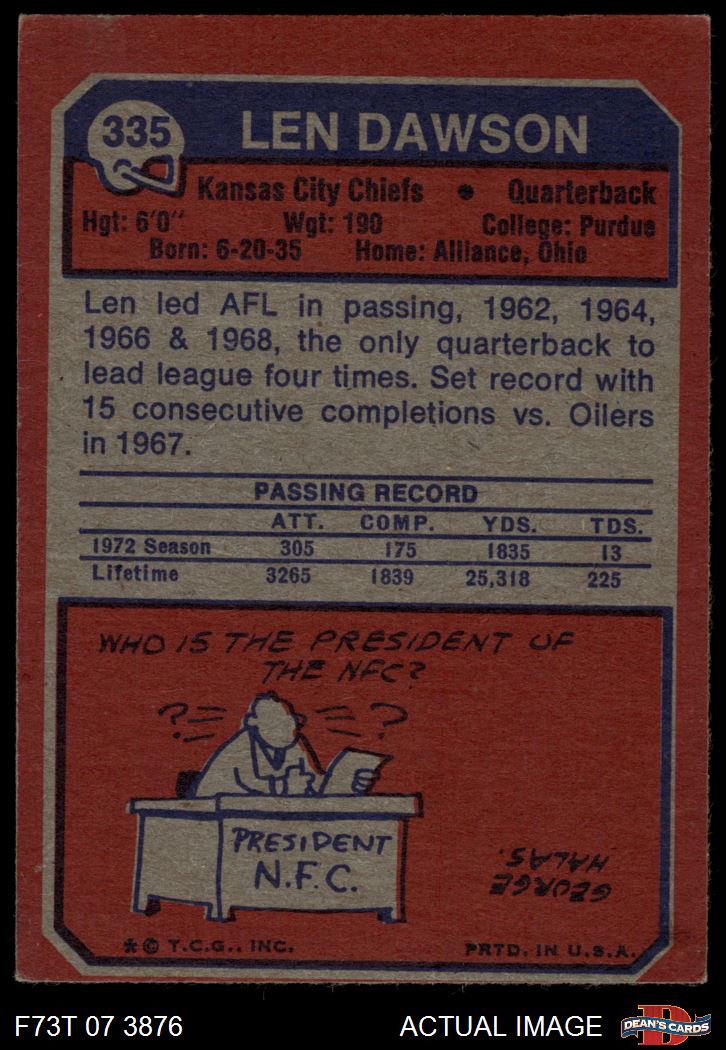 335
LEN DAWSON
Kansas City Chiefs • Quarterback
Hgt: 6'0" Wgt: 190 College: Purdue
Born: 6-20-35 Home: Alliance, Ohio
Len led AFL in passing, 1962, 1964,
1966 & 1968, the only quarterback to
lead league four times. Set record with
15 consecutive completions vs. Oilers
in 1967.
PASSING RECORD
ATT. COMP. YDS. TDS.
1972 Season 305 175 1835 13
Lifetime 3265 1839 25,318 225
WHO IS THE PRESIDENT OF
THE NFC?
? ?
PRESIDENT
N.F.C.
GEORGE
HALAS.
*© T.C.G., INC. PRTD. IN U.S.A.
F73T 07 3876 ACTUAL IMAGE D
DEAN'S CARDS